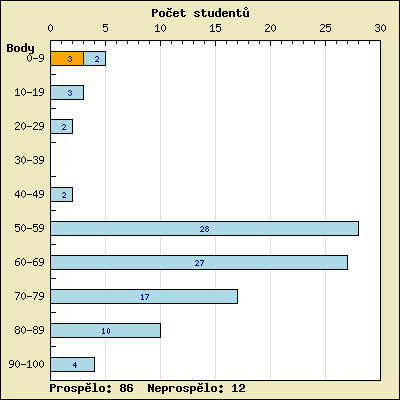 Počet studentů
0 5 10 15 20 25 30
Body
0-9 3 2
10-19 3
20-29 2
30-39
40-49 2
50-59 28
60-69 27
70-79 17
80-89 10
90-100 4
Prospělo: 86 Neprospělo: 12